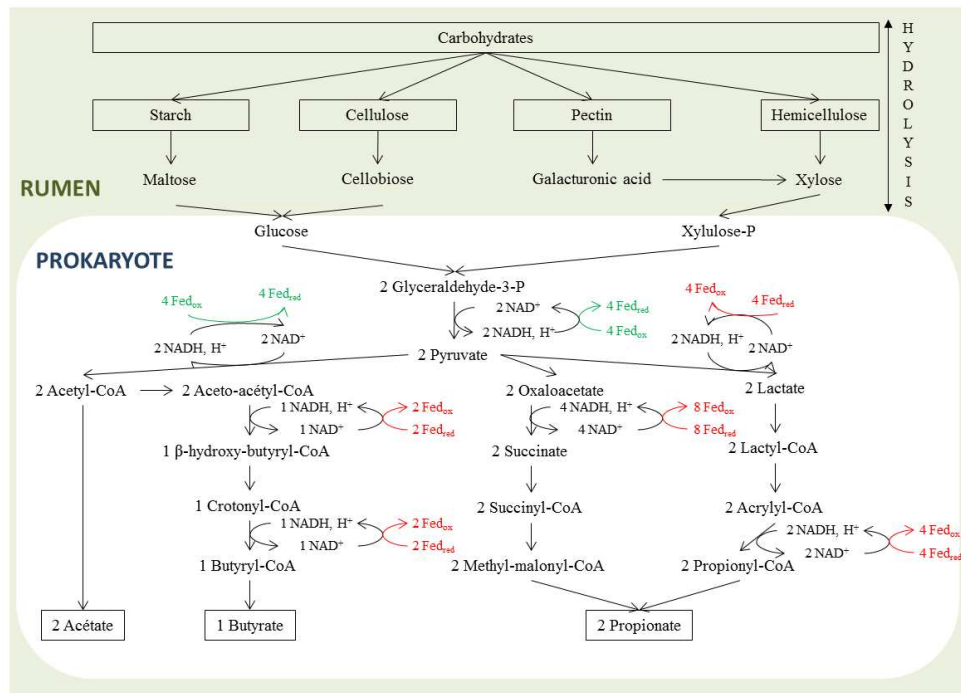 Carbohydrates
HYDROLYSIS
Starch
Cellulose
Pectin
Hemicellulose
RUMEN
Maltose
Cellobiose
Galacturonic acid
Xylose
Glucose
Xylulose-P
PROKARYOTE
2 Glyceraldehyde-3-P
4 Fedox
4 Fedred
2 NAD⁺
4 Fedred
4 Fedox
4 Fedred
2 NADH, H⁺
2 NAD⁺
2 NADH, H⁺
4 Fedox
2 NADH, H⁺
2 NAD⁺
2 Pyruvate
2 Acetyl-CoA
2 Aceto-acétyl-CoA
2 Oxaloacetate
2 Lactate
1 NADH, H⁺
2 Fedox
4 NADH, H⁺
8 Fedox
1 NAD⁺
2 Fedred
4 NAD⁺
8 Fedred
1 β-hydroxy-butyryl-CoA
2 Succinate
2 Lactyl-CoA
1 Crotonyl-CoA
2 Succinyl-CoA
2 Acrylyl-CoA
1 NADH, H⁺
2 Fedox
2 NADH, H⁺
4 Fedox
1 NAD⁺
2 Fedred
2 NAD⁺
4 Fedred
1 Butyryl-CoA
2 Methyl-malonyl-CoA
2 Propionyl-CoA
2 Acétate
1 Butyrate
2 Propionate